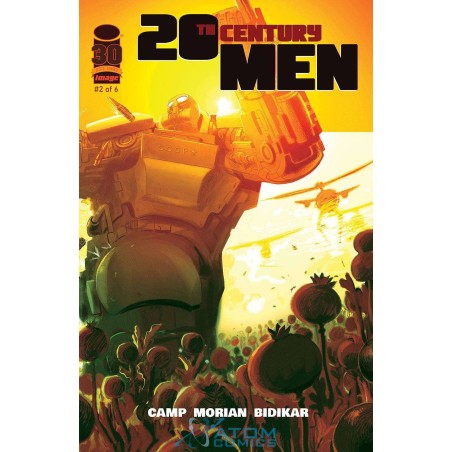 20TH CENTURY
MEN
30
image
#2 of 6
CAMP MORIAN BIDIKAR
ATOM
COMICS